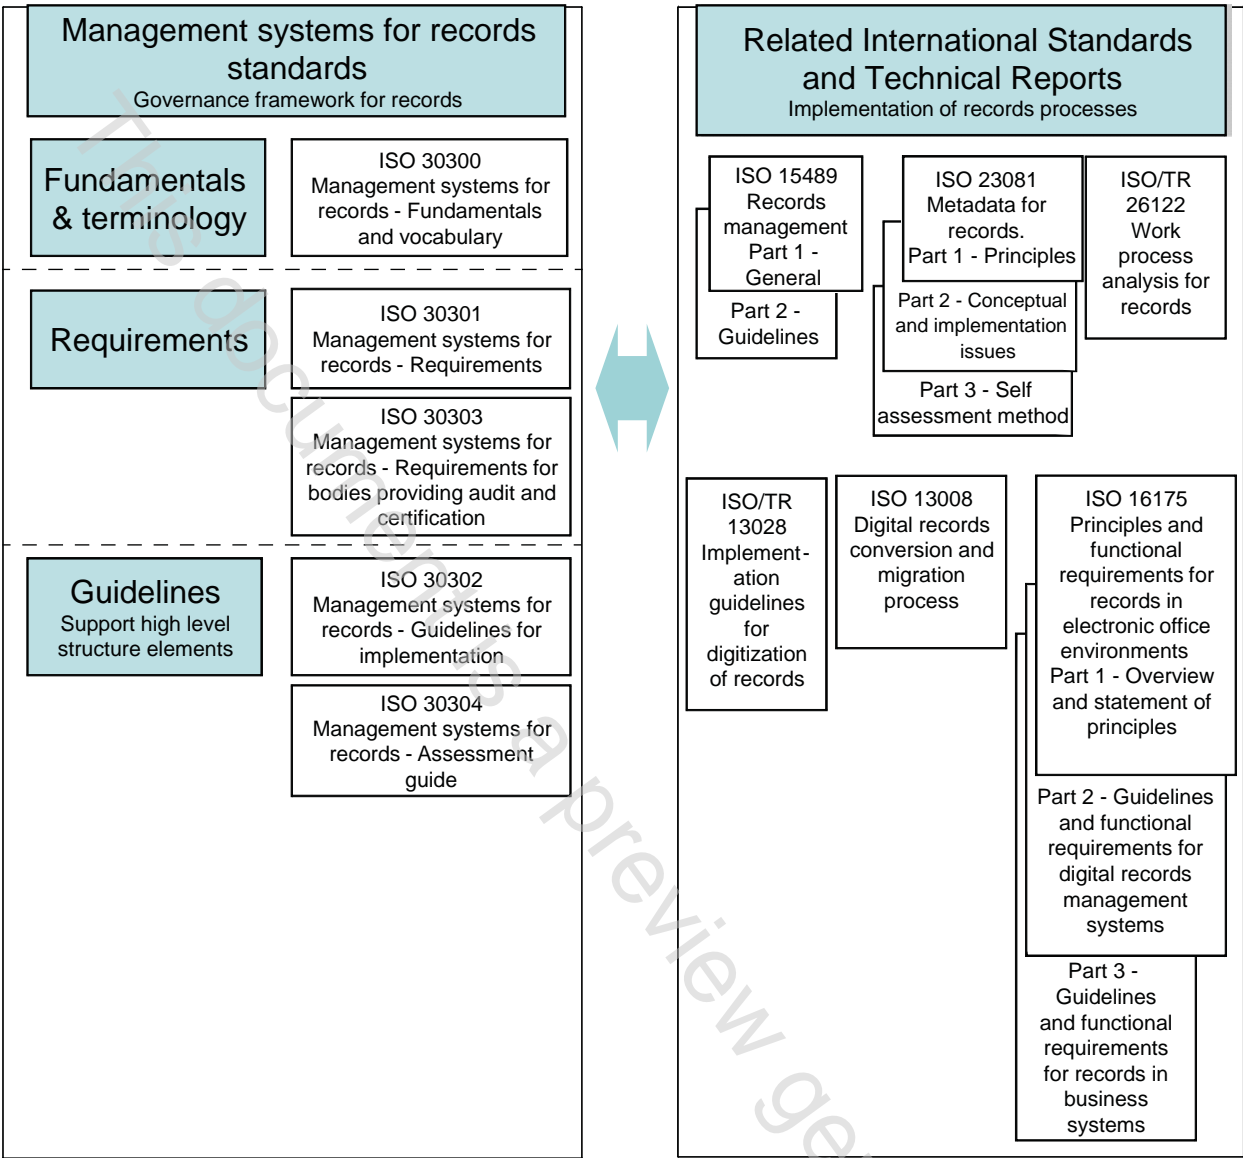 Management systems for records
standards
Governance framework for records
Fundamentals
& terminology
ISO 30300
Management systems for
records - Fundamentals
and vocabulary
Requirements
ISO 30301
Management systems for
records - Requirements
ISO 30303
Management systems for
records - Requirements for
bodies providing audit and
certification
Guidelines
Support high level
structure elements
ISO 30302
Management systems for
records - Guidelines for
implementation
ISO 30304
Management systems for
records - Assessment
guide
Related International Standards
and Technical Reports
Implementation of records processes
ISO 15489
Records
management
Part 1 -
General
Part 2 -
Guidelines
ISO 23081
Metadata for
records.
Part 1 - Principles
Part 2 - Conceptual
and implementation
issues
Part 3 - Self
assessment method
ISO/TR
26122
Work
process
analysis for
records
ISO/TR
13028
Implement-
ation
guidelines
for
digitization
of records
ISO 13008
Digital records
conversion and
migration
process
ISO 16175
Principles and
functional
requirements for
records in
electronic office
environments
Part 1 - Overview
and statement of
principles
Part 2 - Guidelines
and functional
requirements for
digital records
management
systems
Part 3 -
Guidelines
and functional
requirements
for records in
business
systems
This document is a preview ge